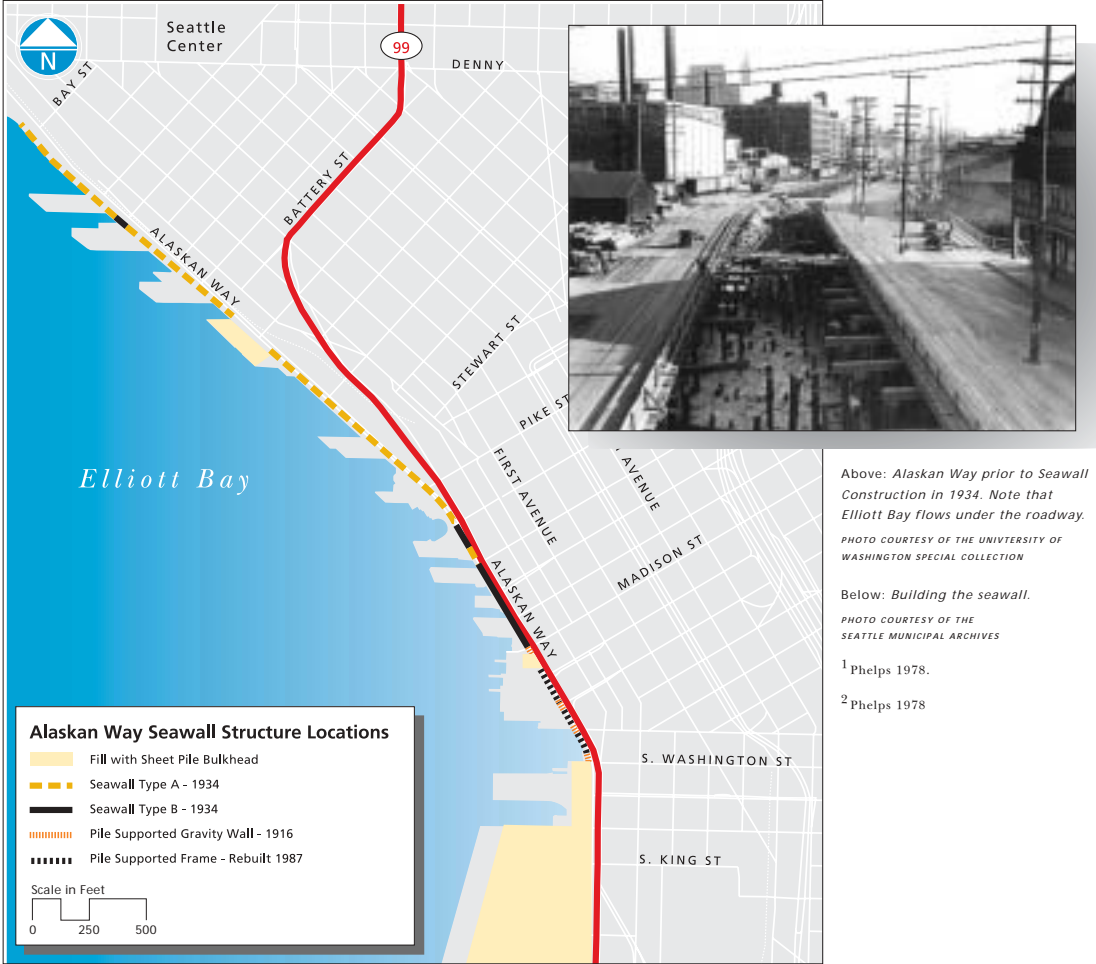 Seattle
Center
99
DENNY
N
BAY ST
BATTERY ST
ALASKAN WAY
STEWART ST
PIKE ST
FIRST AVENUE
AVENUE
Elliott Bay
MADISON ST
ALASKAN WAY
S. WASHINGTON ST
S. KING ST
Alaskan Way Seawall Structure Locations
Fill with Sheet Pile Bulkhead
Seawall Type A - 1934
Seawall Type B - 1934
Pile Supported Gravity Wall - 1916
Pile Supported Frame - Rebuilt 1987
Scale in Feet
0 250 500
Above: Alaskan Way prior to Seawall
Construction in 1934. Note that
Elliott Bay flows under the roadway.
PHOTO COURTESY OF THE UNIVTERSITY OF
WASHINGTON SPECIAL COLLECTION
Below: Building the seawall.
PHOTO COURTESY OF THE
SEATTLE MUNICIPAL ARCHIVES
1 Phelps 1978.
2 Phelps 1978